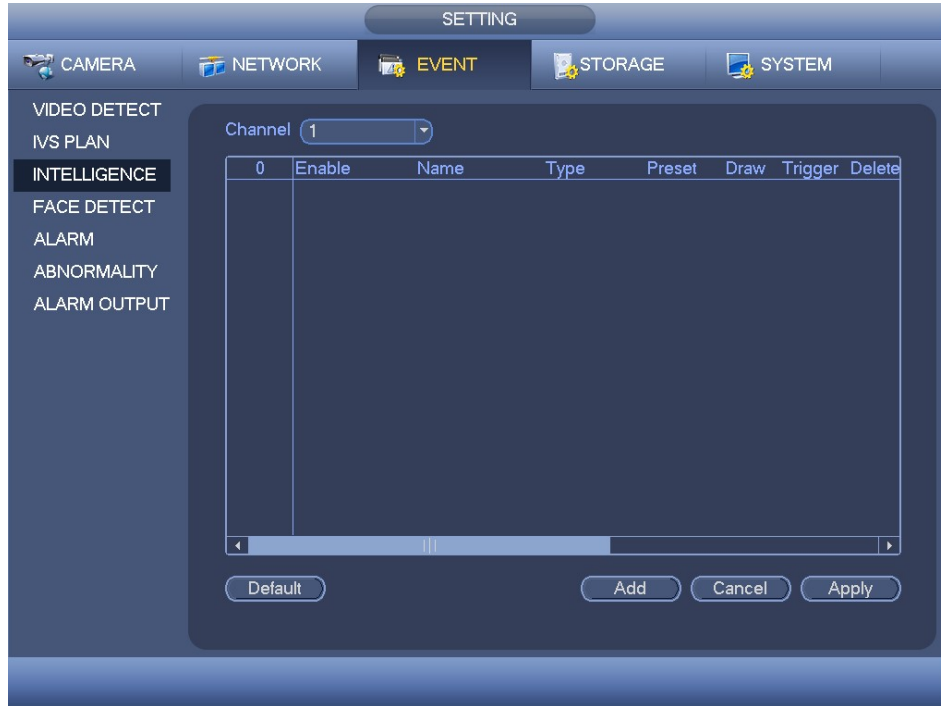 SETTING
CAMERA NETWORK EVENT STORAGE SYSTEM
VIDEO DETECT
IVS PLAN
INTELLIGENCE
FACE DETECT
ALARM
ABNORMALITY
ALARM OUTPUT
Channel 1
0 Enable Name Type Preset Draw Trigger Delete
Default Add Cancel Apply